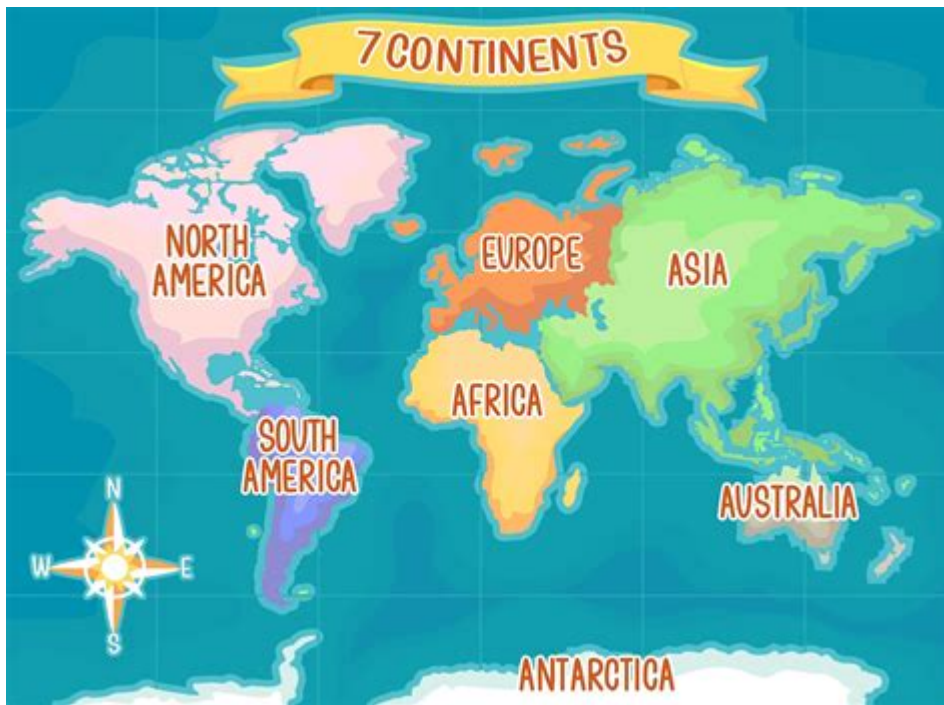 7 CONTINENTS
NORTH
AMERICA
EUROPE
ASIA
AFRICA
SOUTH
AMERICA
AUSTRALIA
N
W
E
S
ANTARCTICA